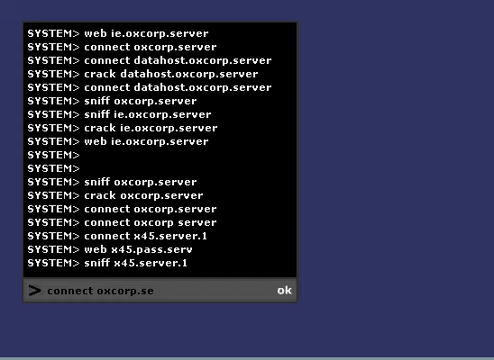 SYSTEM> web ie.oxcorp.server
SYSTEM> connect oxcorp.server
SYSTEM> connect datahost.oxcorp.server
SYSTEM> crack datahost.oxcorp.server
SYSTEM> connect datahost.oxcorp.server
SYSTEM> sniff oxcorp.server
SYSTEM> sniff ie.oxcorp.server
SYSTEM> crack ie.oxcorp.server
SYSTEM> web ie.oxcorp.server
SYSTEM>
SYSTEM>
SYSTEM> sniff oxcorp.server
SYSTEM> crack oxcorp.server
SYSTEM> connect oxcorp.server
SYSTEM> connect oxcorp server
SYSTEM> connect x45.server.1
SYSTEM> web x45.pass.serv
SYSTEM> sniff x45.server.1
> connect oxcorp.se ok